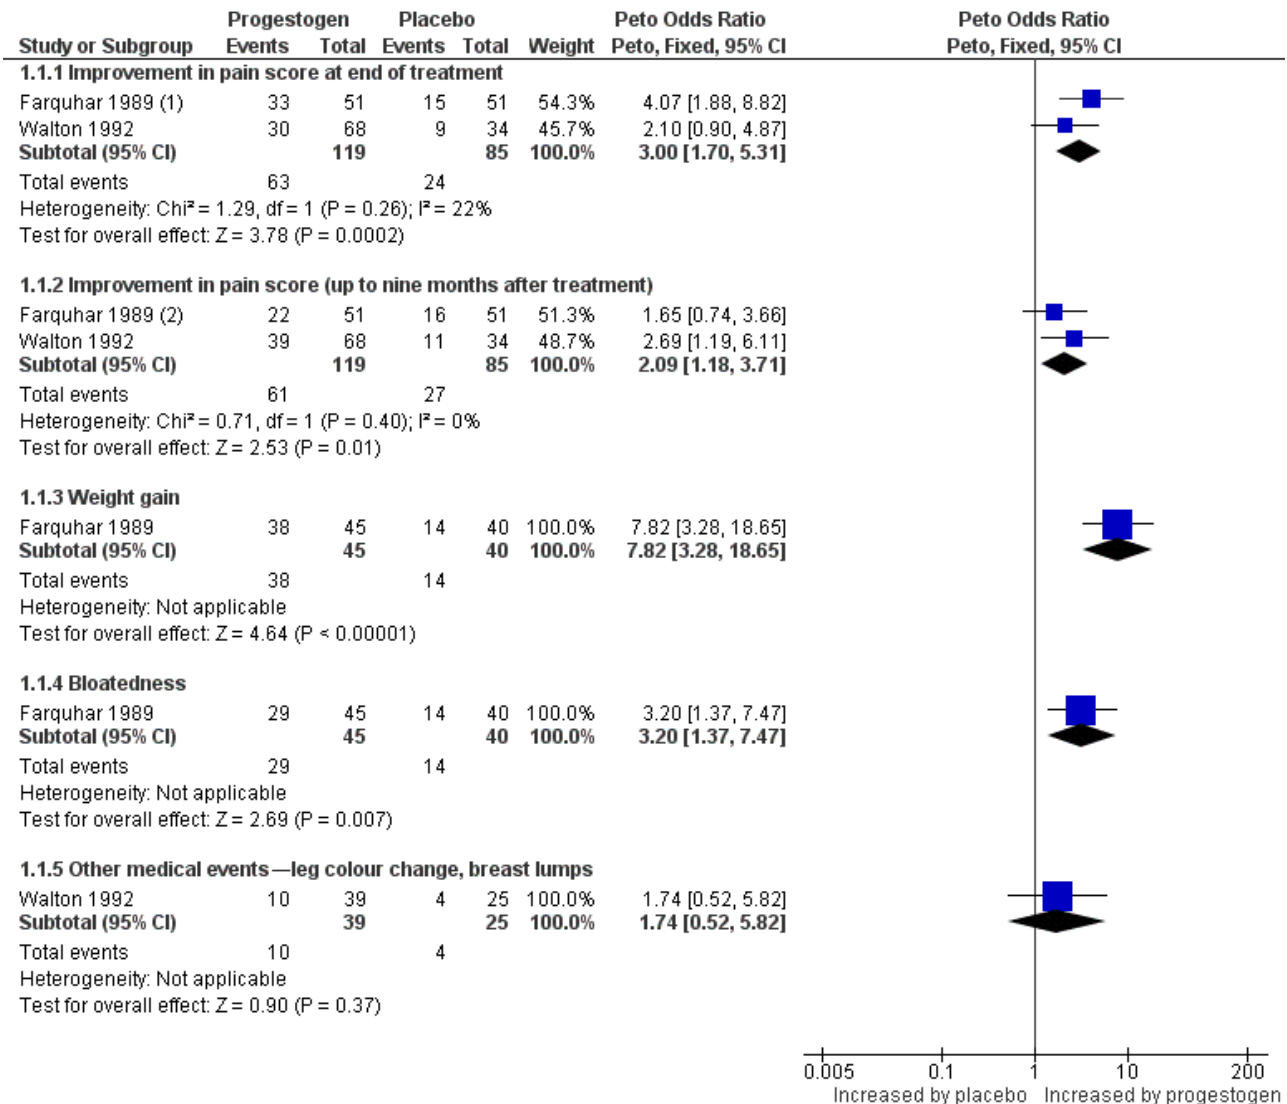 Progestogen Placebo Peto Odds Ratio Peto Odds Ratio
Study or Subgroup Events Total Events Total Weight Peto, Fixed, 95% CI Peto, Fixed, 95% CI
1.1.1 Improvement in pain score at end of treatment
Farquhar 1989 (1) 33 51 15 51 54.3% 4.07 [1.88, 8.82]
Walton 1992 30 68 9 34 45.7% 2.10 [0.90, 4.87]
Subtotal (95% CI) 119 85 100.0% 3.00 [1.70, 5.31]
Total events 63 24
Heterogeneity: Chi² = 1.29, df = 1 (P = 0.26); I² = 22%
Test for overall effect: Z = 3.78 (P = 0.0002)
1.1.2 Improvement in pain score (up to nine months after treatment)
Farquhar 1989 (2) 22 51 16 51 51.3% 1.65 [0.74, 3.66]
Walton 1992 39 68 11 34 48.7% 2.69 [1.19, 6.11]
Subtotal (95% CI) 119 85 100.0% 2.09 [1.18, 3.71]
Total events 61 27
Heterogeneity: Chi² = 0.71, df = 1 (P = 0.40); I² = 0%
Test for overall effect: Z = 2.53 (P = 0.01)
1.1.3 Weight gain
Farquhar 1989 38 45 14 40 100.0% 7.82 [3.28, 18.65]
Subtotal (95% CI) 45 40 100.0% 7.82 [3.28, 18.65]
Total events 38 14
Heterogeneity: Not applicable
Test for overall effect: Z = 4.64 (P < 0.00001)
1.1.4 Bloatedness
Farquhar 1989 29 45 14 40 100.0% 3.20 [1.37, 7.47]
Subtotal (95% CI) 45 40 100.0% 3.20 [1.37, 7.47]
Total events 29 14
Heterogeneity: Not applicable
Test for overall effect: Z = 2.69 (P = 0.007)
1.1.5 Other medical events—leg colour change, breast lumps
Walton 1992 10 39 4 25 100.0% 1.74 [0.52, 5.82]
Subtotal (95% CI) 39 25 100.0% 1.74 [0.52, 5.82]
Total events 10 4
Heterogeneity: Not applicable
Test for overall effect: Z = 0.90 (P = 0.37)
0.005 0.1 1 10 200
Increased by placebo Increased by progestogen